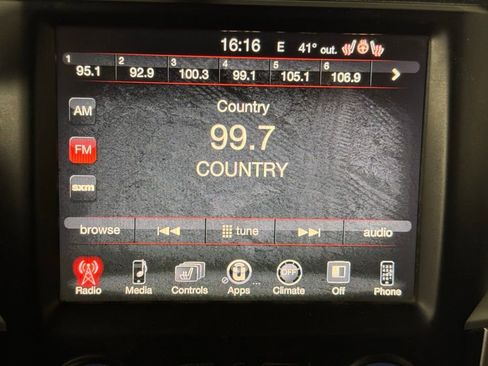 16:16 E 41° out.
1 2 3 4 5 6
95.1 92.9 100.3 99.1 105.1 106.9
AM
Country
FM
99.7
COUNTRY
sxm
browse tune audio
Radio Media Controls Apps Climate Off Phone
OFF